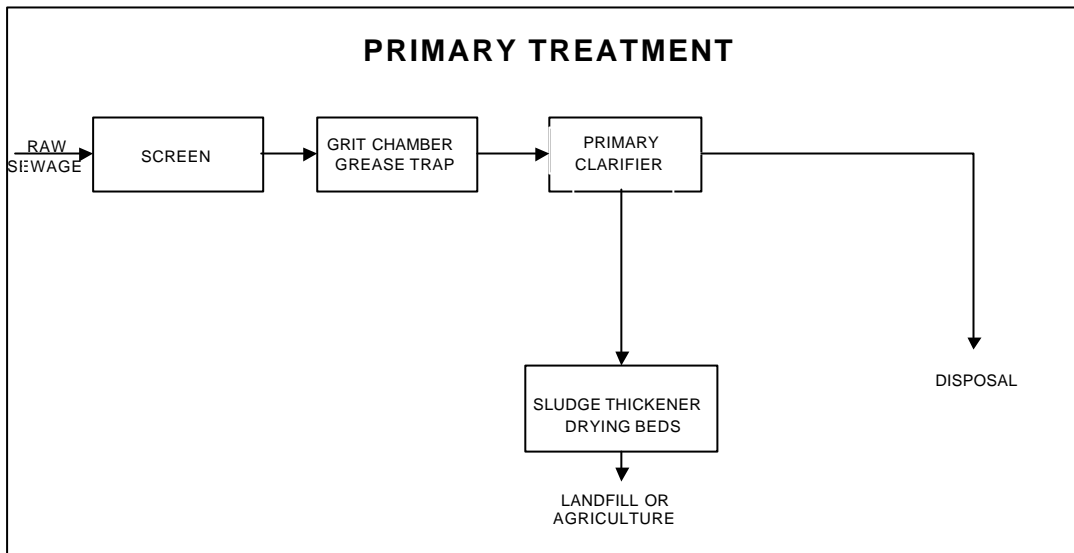 PRIMARY TREATMENT
RAW
SEWAGE
SCREEN
GRIT CHAMBER
GREASE TRAP
PRIMARY
CLARIFIER
SLUDGE THICKENER
DRYING BEDS
DISPOSAL
LANDFILL OR
AGRICULTURE